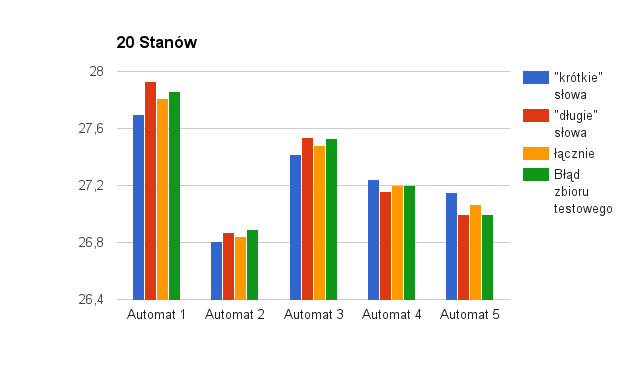 20 Stanów
28
27,6
27,2
26,8
26,4
Automat 1
Automat 2
Automat 3
Automat 4
Automat 5
"krótkie"
słowa
"długie"
słowa
łącznie
Błąd
zbioru
testowego